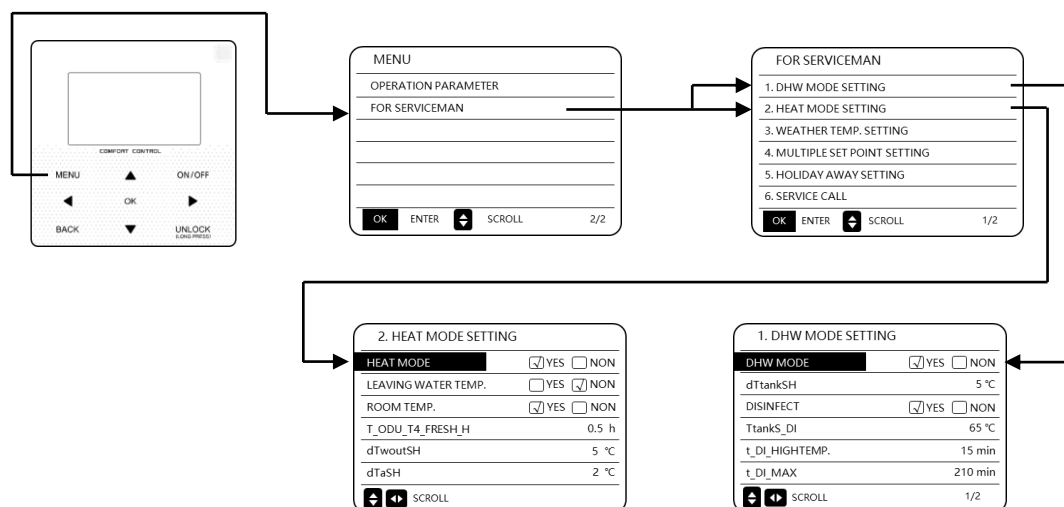 COMFORT CONTROL
MENU ON/OFF
OK
BACK UNLOCK
(LONG PRESS)
MENU
OPERATION PARAMETER
FOR SERVICEMAN
OK ENTER SCROLL 2/2
FOR SERVICEMAN
1. DHW MODE SETTING
2. HEAT MODE SETTING
3. WEATHER TEMP. SETTING
4. MULTIPLE SET POINT SETTING
5. HOLIDAY AWAY SETTING
6. SERVICE CALL
OK ENTER SCROLL 1/2
2. HEAT MODE SETTING
HEAT MODE YES NON
LEAVING WATER TEMP. YES NON
ROOM TEMP. YES NON
T_ODU_T4_FRESH_H 0.5 h
dTwoutSH 5 ℃
dTaSH 2 ℃
SCROLL
1. DHW MODE SETTING
DHW MODE YES NON
dTtankSH 5 ℃
DISINFECT YES NON
TtankS_DI 65 ℃
t_DI_HIGHTEMP. 15 min
t_DI_MAX 210 min
SCROLL 1/2